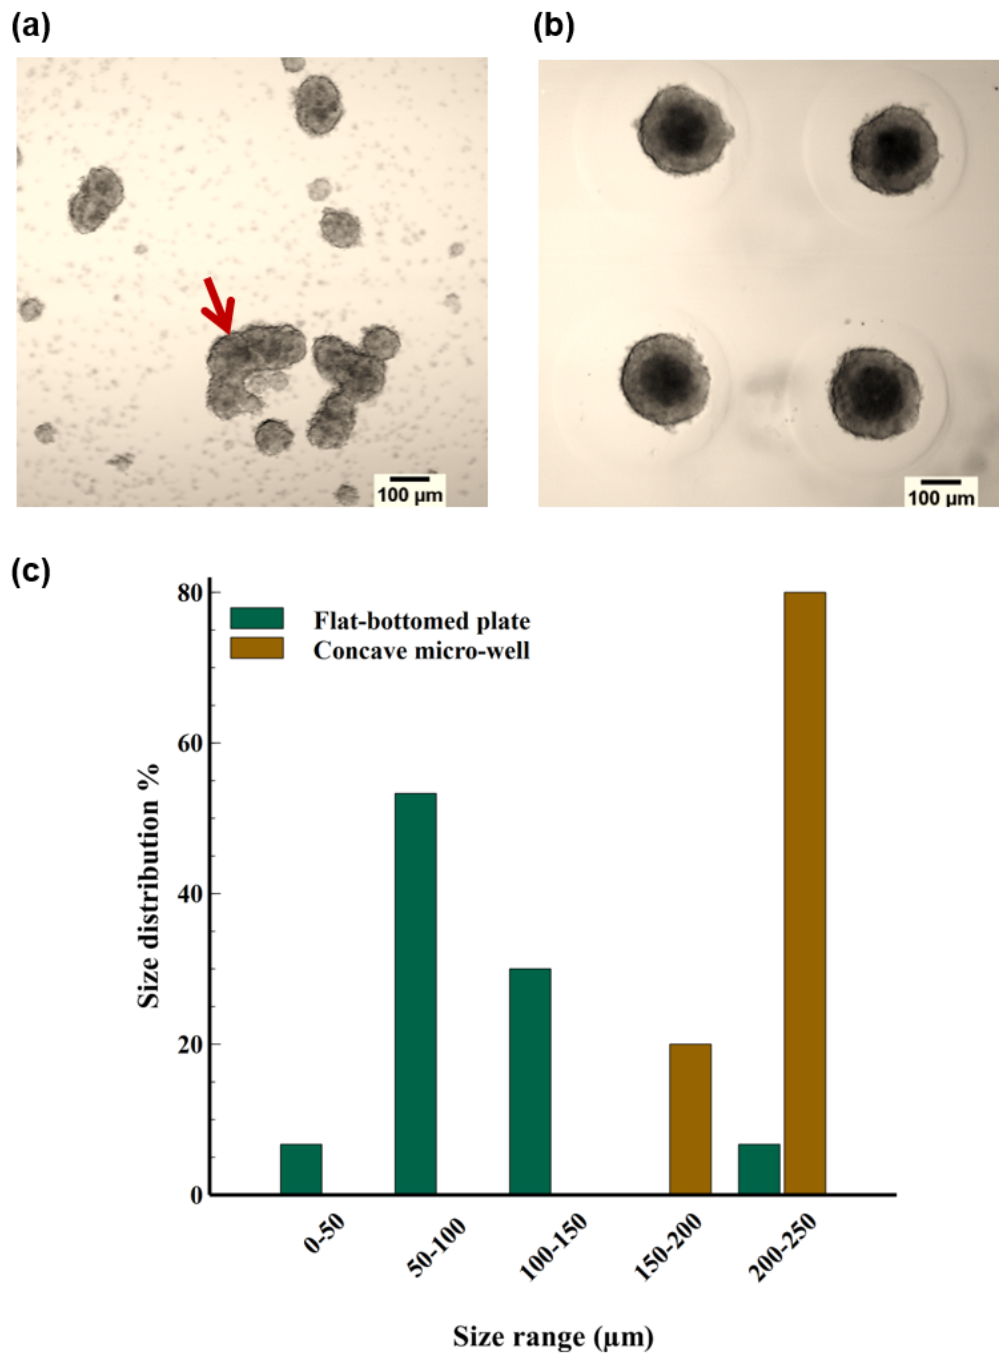 (a)
(b)
100 µm
100 µm
(c)
80
60
40
20
0
Size distribution %
Flat-bottomed plate
Concave micro-well
0-50
50-100
100-150
150-200
200-250
Size range (µm)